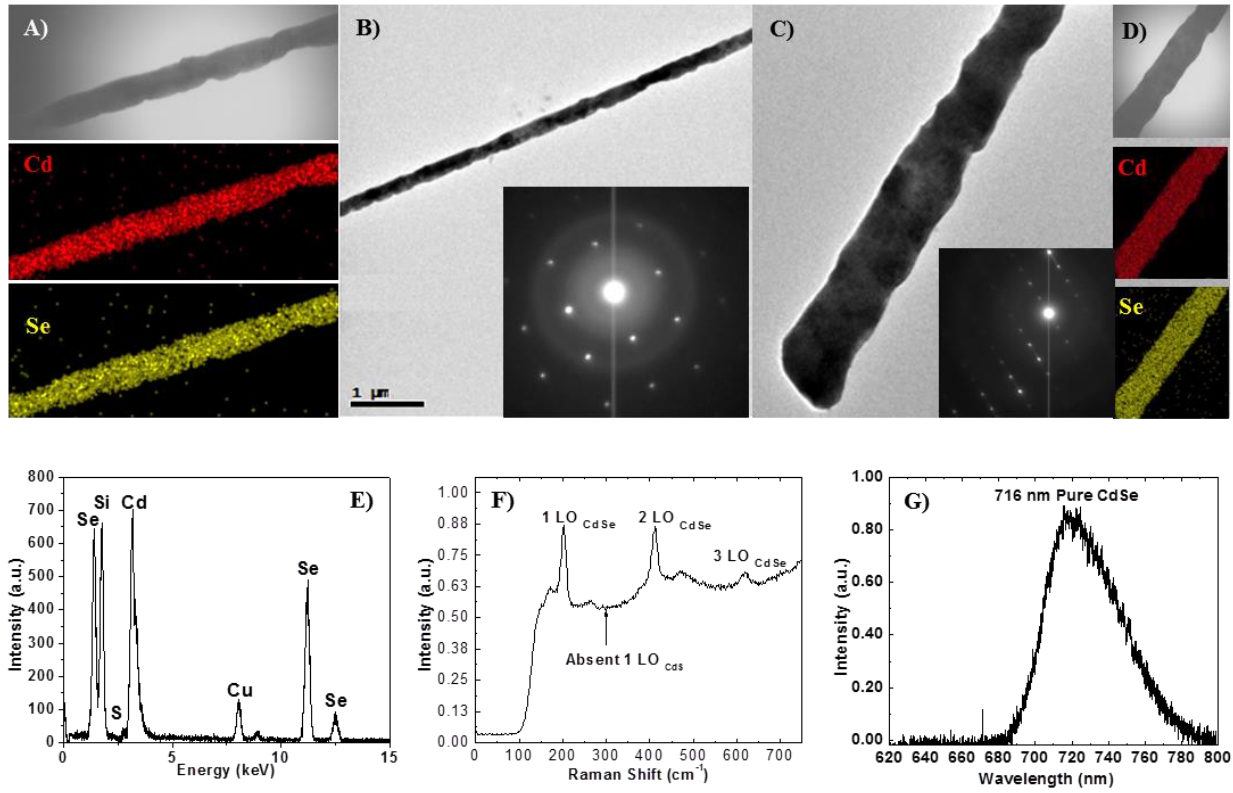 A)
Cd
Se
B)
1 µm
C)
D)
Cd
Se
E)
Se
Si
Cd
S
Cu
Se
Se
800
700
600
500
400
300
200
100
0
0 5 10 15
Intensity (a.u.)
Energy (keV)
F)
1 LO CdSe
2 LO CdSe
3 LO CdSe
Absent 1 LO CdS
1.00
0.88
0.75
0.63
0.50
0.38
0.25
0.13
0.00
0 100 200 300 400 500 600 700
Intensity (a.u.)
Raman Shift (cm-1)
G)
716 nm Pure CdSe
1.00
0.80
0.60
0.40
0.20
0.00
620 640 660 680 700 720 740 760 780 800
Intensity (a.u.)
Wavelength (nm)